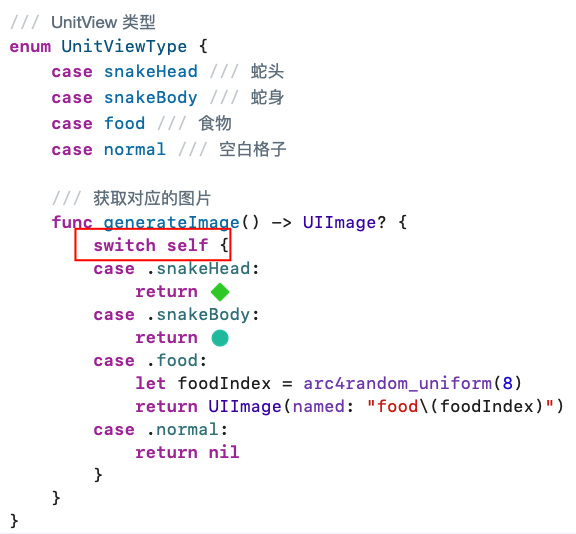 /// UnitView 类型
enum UnitViewType {
    case snakeHead /// 蛇头
    case snakeBody /// 蛇身
    case food /// 食物
    case normal /// 空白格子

    /// 获取对应的图片
    func generateImage() -> UIImage? {
        switch self {
        case .snakeHead:
            return
        case .snakeBody:
            return
        case .food:
            let foodIndex = arc4random_uniform(8)
            return UIImage(named: "food\(foodIndex)")
        case .normal:
            return nil
        }
    }
}